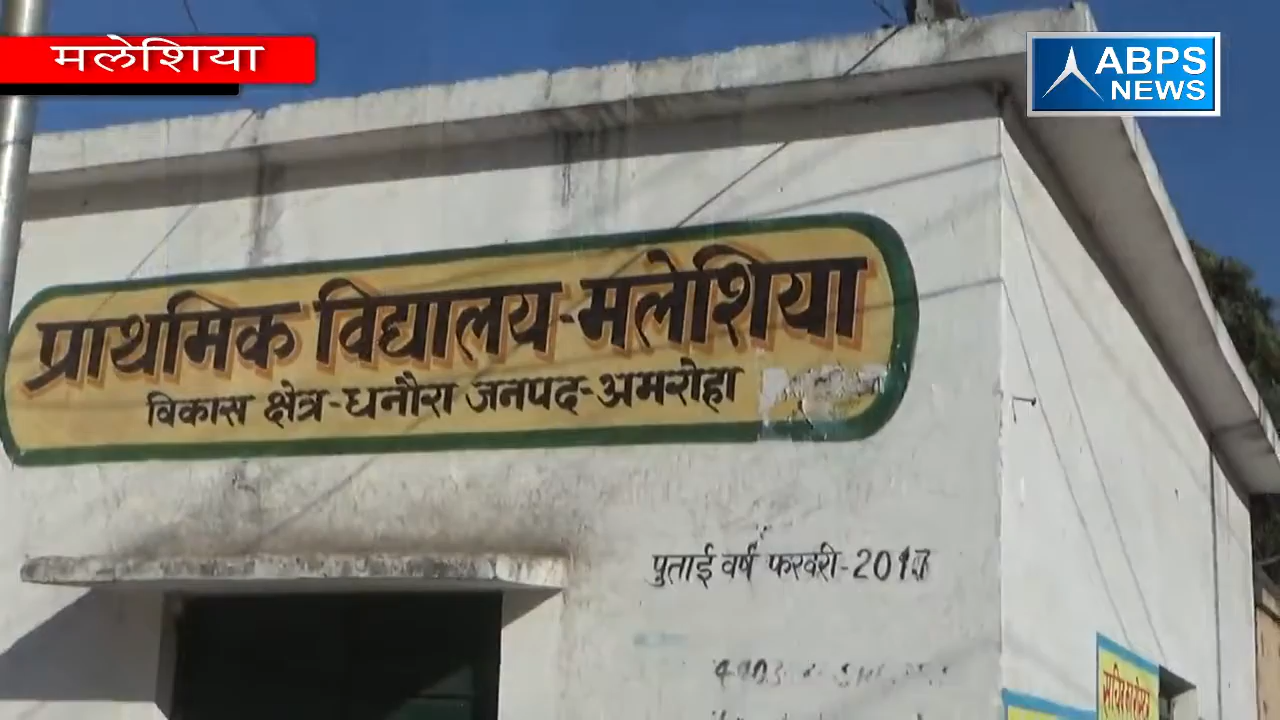 मलेशिया
ABPS
NEWS
प्राथमिक विद्यालय-मलेशिया
विकास क्षेत्र-धनौरा जनपद-अमरोहा
पुताई वर्ष फरवरी-2017